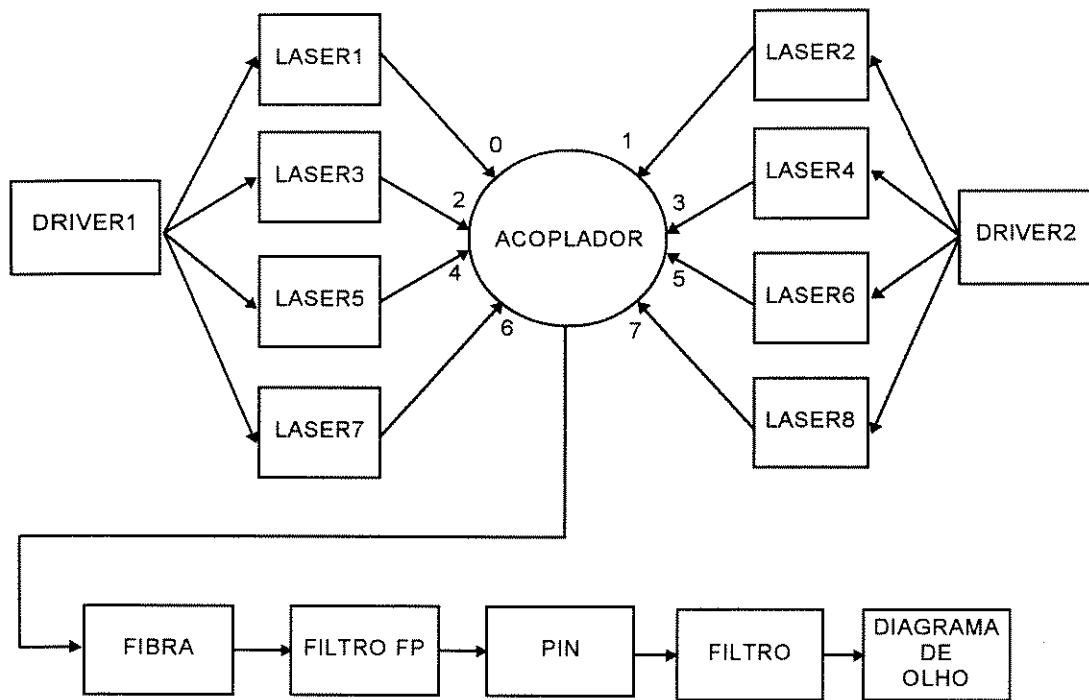 LASER1
LASER2
0
1
LASER3
LASER4
2
3
DRIVER1
ACOPLADOR
DRIVER2
4
5
LASER5
LASER6
6
7
LASER7
LASER8
FIBRA
FILTRO FP
PIN
FILTRO
DIAGRAMA
DE
OLHO